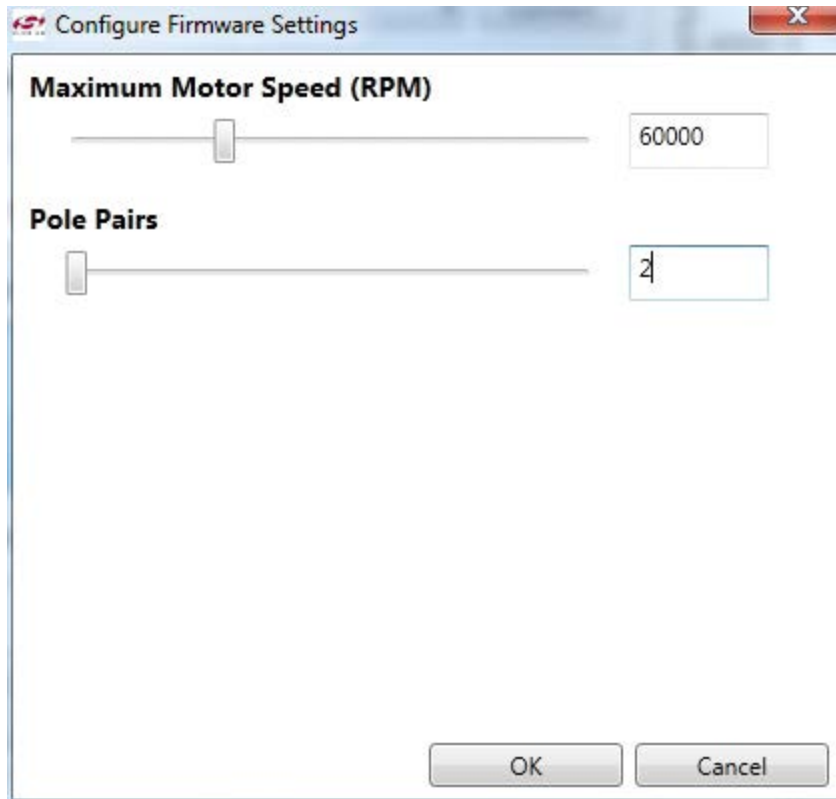 Configure Firmware Settings
Maximum Motor Speed (RPM)
60000
Pole Pairs
2
OK
Cancel